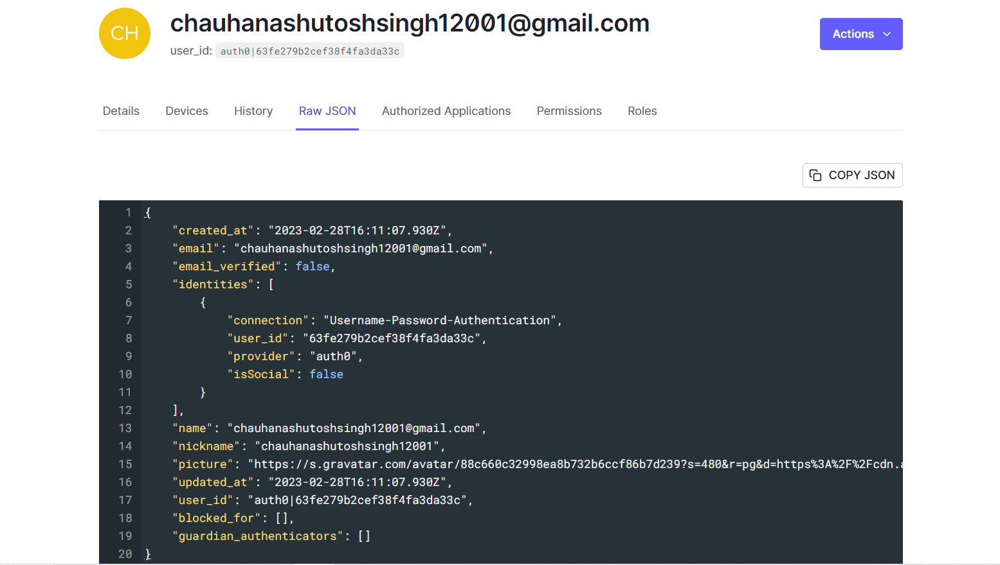 CH
chauhanashutoshsingh12001@gmail.com
Actions
user_id: auth0|63fe279b2cef38f4fa3da33c
Details Devices History Raw JSON Authorized Applications Permissions Roles
COPY JSON
1 {
2 "created_at": "2023-02-28T16:11:07.930Z",
3 "email": "chauhanashutoshsingh12001@gmail.com",
4 "email_verified": false,
5 "identities": [
6 {
7 "connection": "Username-Password-Authentication",
8 "user_id": "63fe279b2cef38f4fa3da33c",
9 "provider": "auth0",
10 "isSocial": false
11 }
12 ],
13 "name": "chauhanashutoshsingh12001@gmail.com",
14 "nickname": "chauhanashutoshsingh12001",
15 "picture": "https://s.gravatar.com/avatar/88c660c32998ea8b732b6ccf86b7d239?s=480&r=pg&d=https%3A%2F%2Fcdn.a
16 "updated_at": "2023-02-28T16:11:07.930Z",
17 "user_id": "auth0|63fe279b2cef38f4fa3da33c",
18 "blocked_for": [],
19 "guardian_authenticators": []
20 }